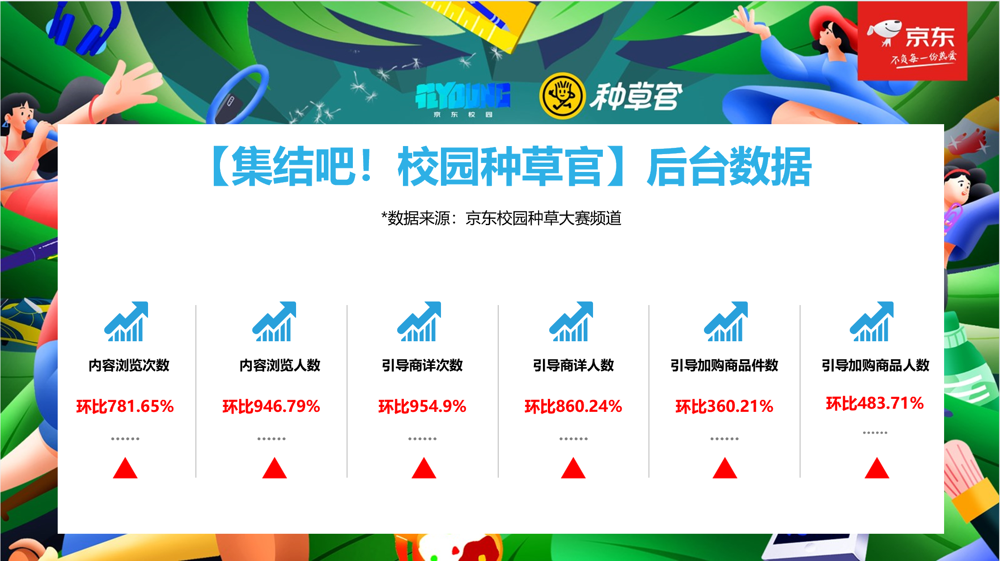 京东
不负每一份热爱
花YOUNG
京东校园
种草官
【集结吧！校园种草官】后台数据
*数据来源：京东校园种草大赛频道
内容浏览次数
环比781.65%
······
内容浏览人数
环比946.79%
······
引导商详次数
环比954.9%
······
引导商详人数
环比860.24%
······
引导加购商品件数
环比360.21%
······
引导加购商品人数
环比483.71%
······